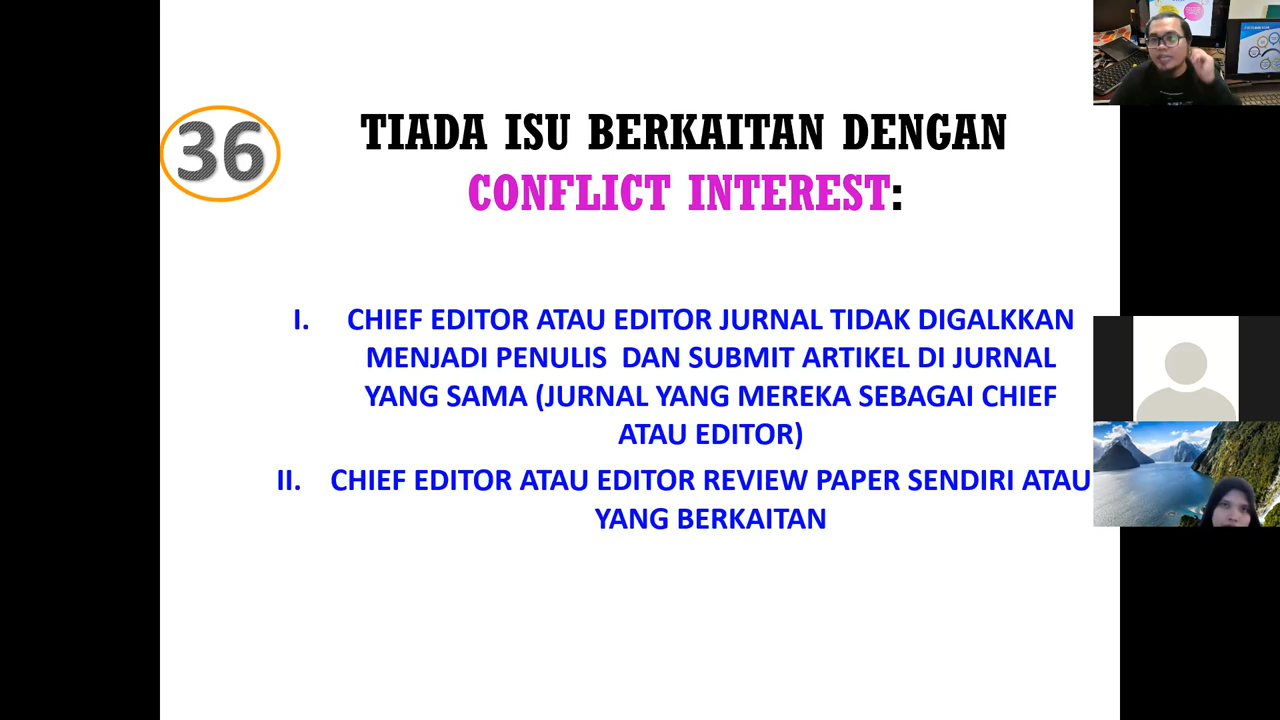 36
TIADA ISU BERKAITAN DENGAN
CONFLICT INTEREST:
I. CHIEF EDITOR ATAU EDITOR JURNAL TIDAK DIGALKKAN
MENJADI PENULIS DAN SUBMIT ARTIKEL DI JURNAL
YANG SAMA (JURNAL YANG MEREKA SEBAGAI CHIEF
ATAU EDITOR)
II. CHIEF EDITOR ATAU EDITOR REVIEW PAPER SENDIRI ATAU
YANG BERKAITAN